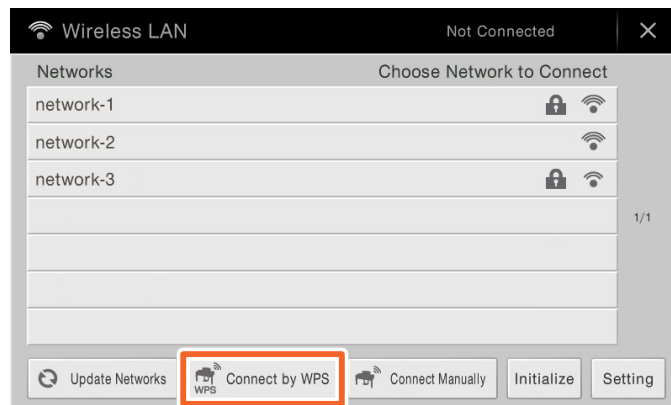 Wireless LAN Not Connected
Networks Choose Network to Connect
network-1
network-2
network-3
1/1
Update Networks WPS Connect by WPS Connect Manually Initialize Setting